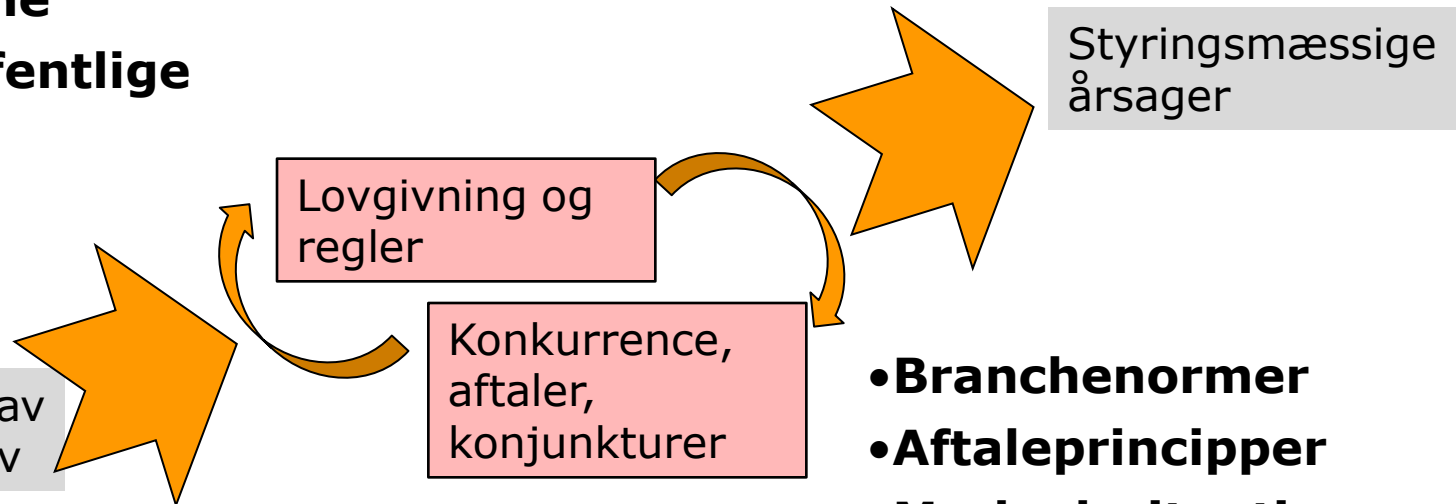 fentlige
Styringsmæssige
årsager
Lovgivning og
regler
Konkurrence,
aftaler,
konjunkturer
av
v
•Branchenormer
•Aftaleprincipper